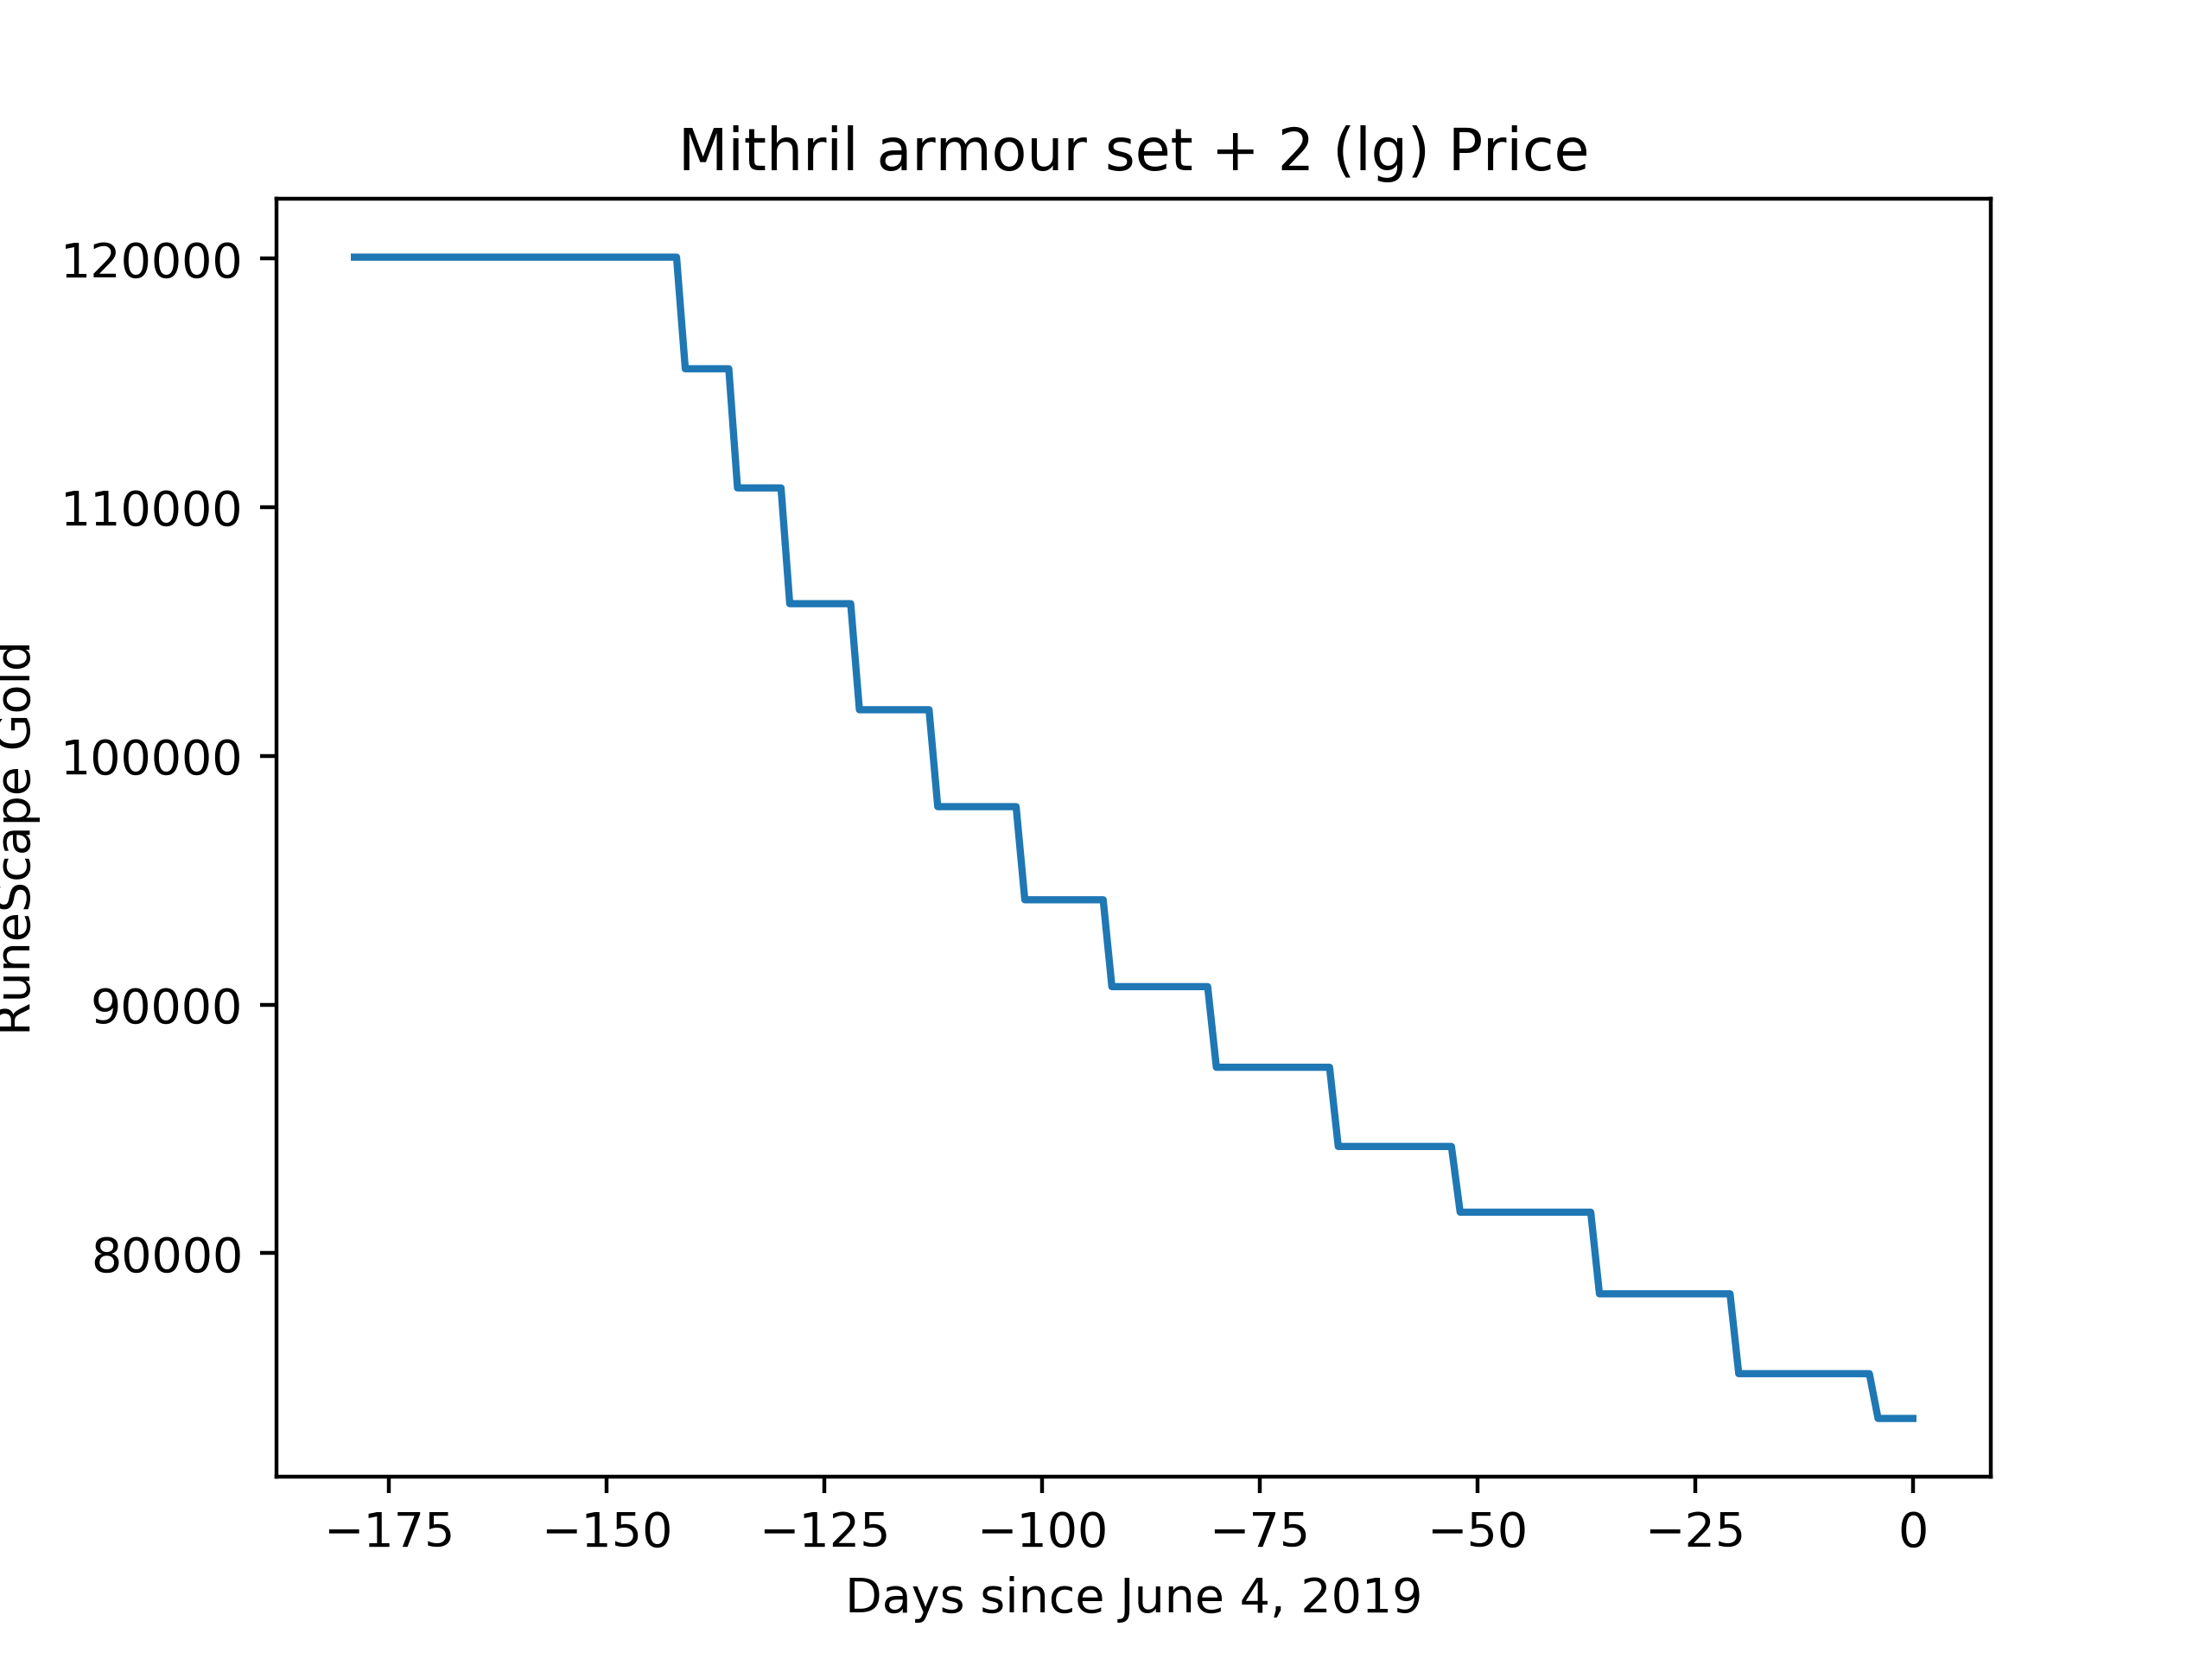 Mithril armour set + 2 (lg) Price
120000
110000
100000
90000
80000
RuneScape Gold
−175 −150 −125 −100 −75 −50 −25 0
Days since June 4, 2019